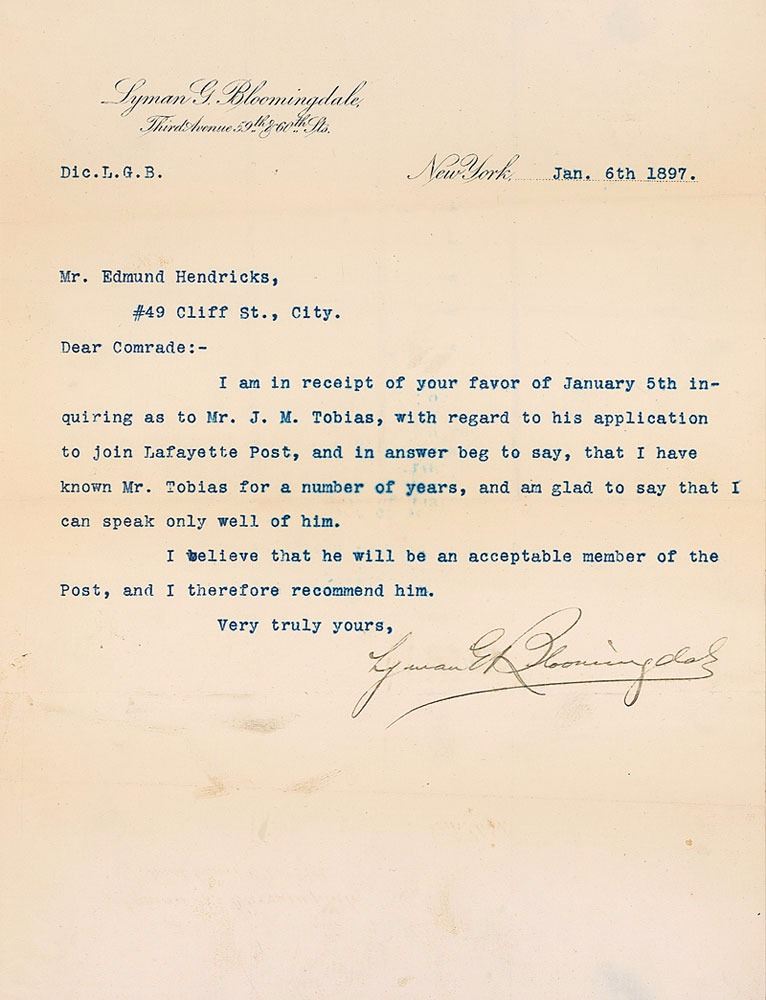 Lyman G. Bloomingdale,
Third Avenue 59th & 60th Sts.
Dic.L.G.B.
New York, Jan. 6th 1897.
Mr. Edmund Hendricks,
#49 Cliff St., City.
Dear Comrade:-
I am in receipt of your favor of January 5th in-
quiring as to Mr. J. M. Tobias, with regard to his application
to join Lafayette Post, and in answer beg to say, that I have
known Mr. Tobias for a number of years, and am glad to say that I
can speak only well of him.
I believe that he will be an acceptable member of the
Post, and I therefore recommend him.
Very truly yours,
Lyman G Bloomingdale